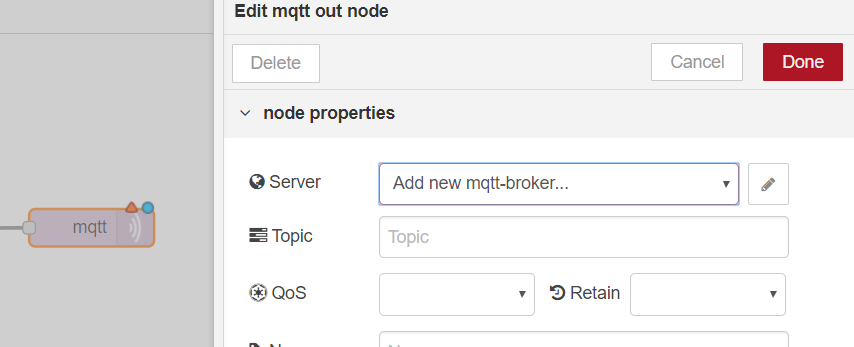 Edit mqtt out node
Delete
Cancel
Done
node properties
Server
Add new mqtt-broker...
mqtt
Topic
Topic
QoS
Retain